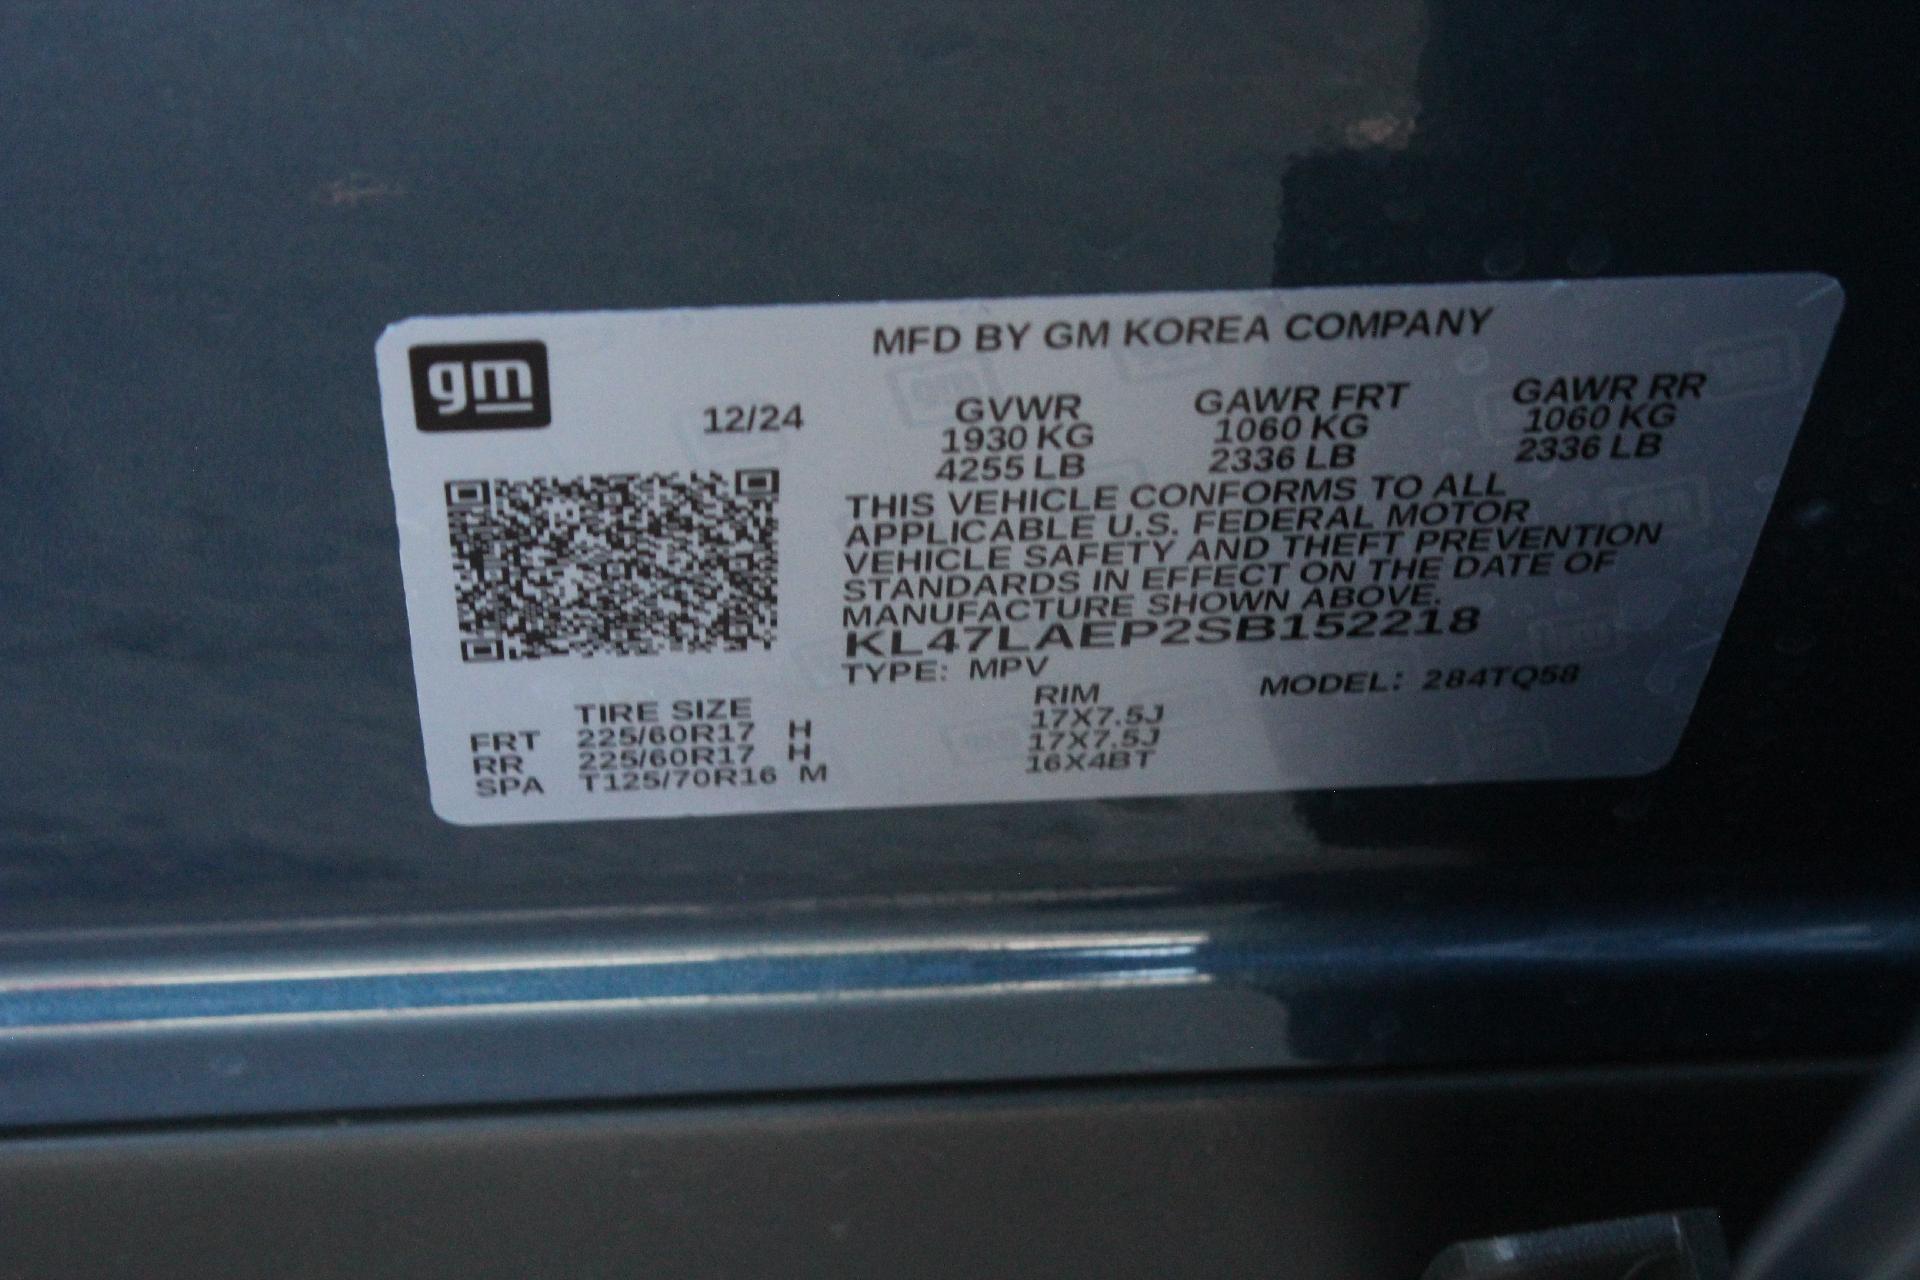 gm
MFD BY GM KOREA COMPANY
12/24
GVWR GAWR FRT GAWR RR
1930 KG 1060 KG 1060 KG
4255 LB 2336 LB 2336 LB
THIS VEHICLE CONFORMS TO ALL
APPLICABLE U.S. FEDERAL MOTOR
VEHICLE SAFETY AND THEFT PREVENTION
STANDARDS IN EFFECT ON THE DATE OF
MANUFACTURE SHOWN ABOVE.
KL47LAEP2SB152218
TYPE: MPV MODEL: 284TQ58
TIRE SIZE RIM
FRT 225/60R17 H 17X7.5J
RR 225/60R17 H 17X7.5J
SPA T125/70R16 M 16X4BT